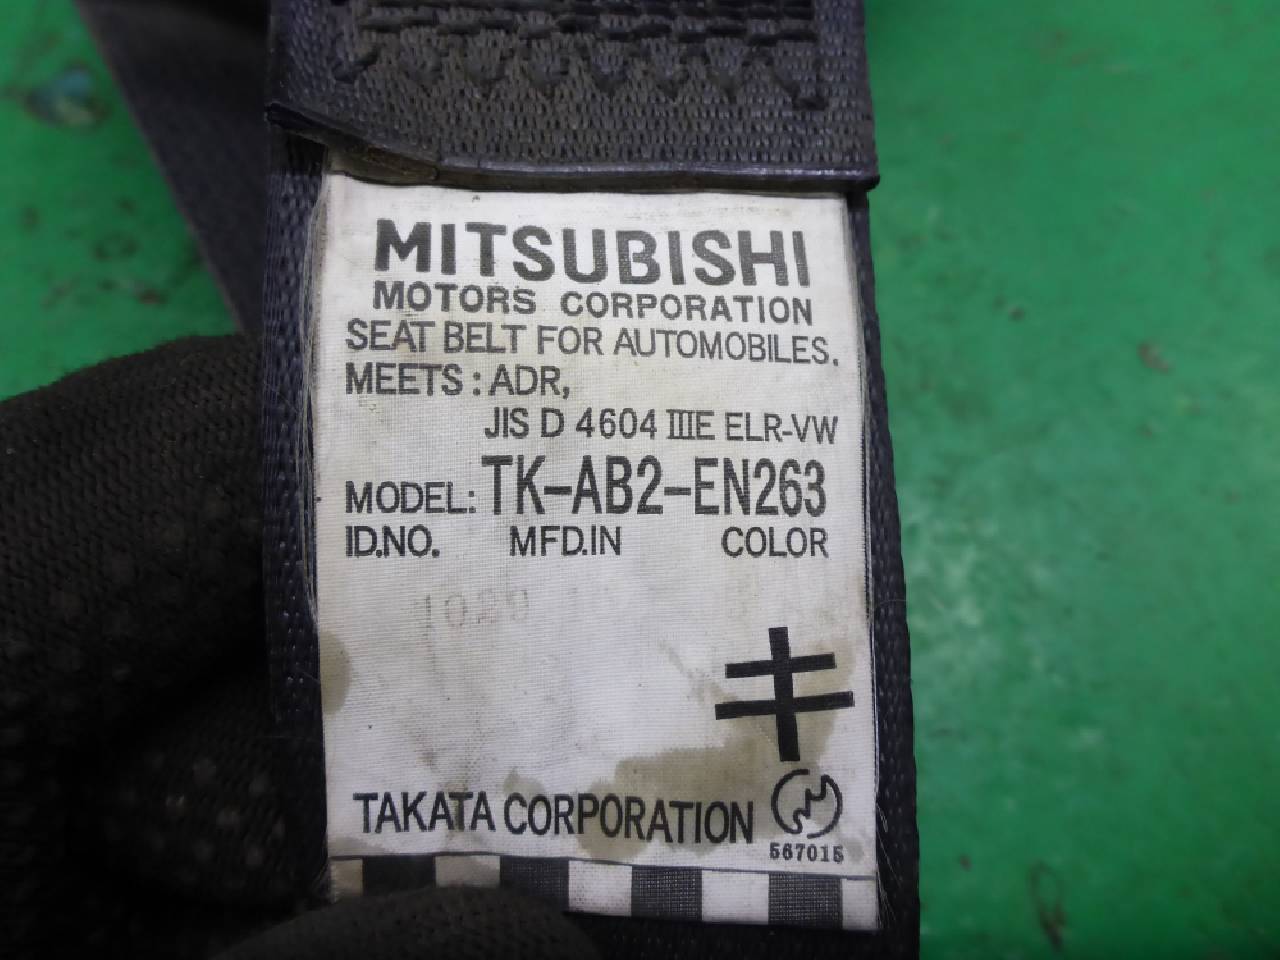 MITSUBISHI
MOTORS CORPORATION
SEAT BELT FOR AUTOMOBILES.
MEETS : ADR,
JIS D 4604 ⅢE ELR-VW
MODEL: TK-AB2-EN263
ID.NO. MFD.IN COLOR
キ
TAKATA CORPORATION
567015